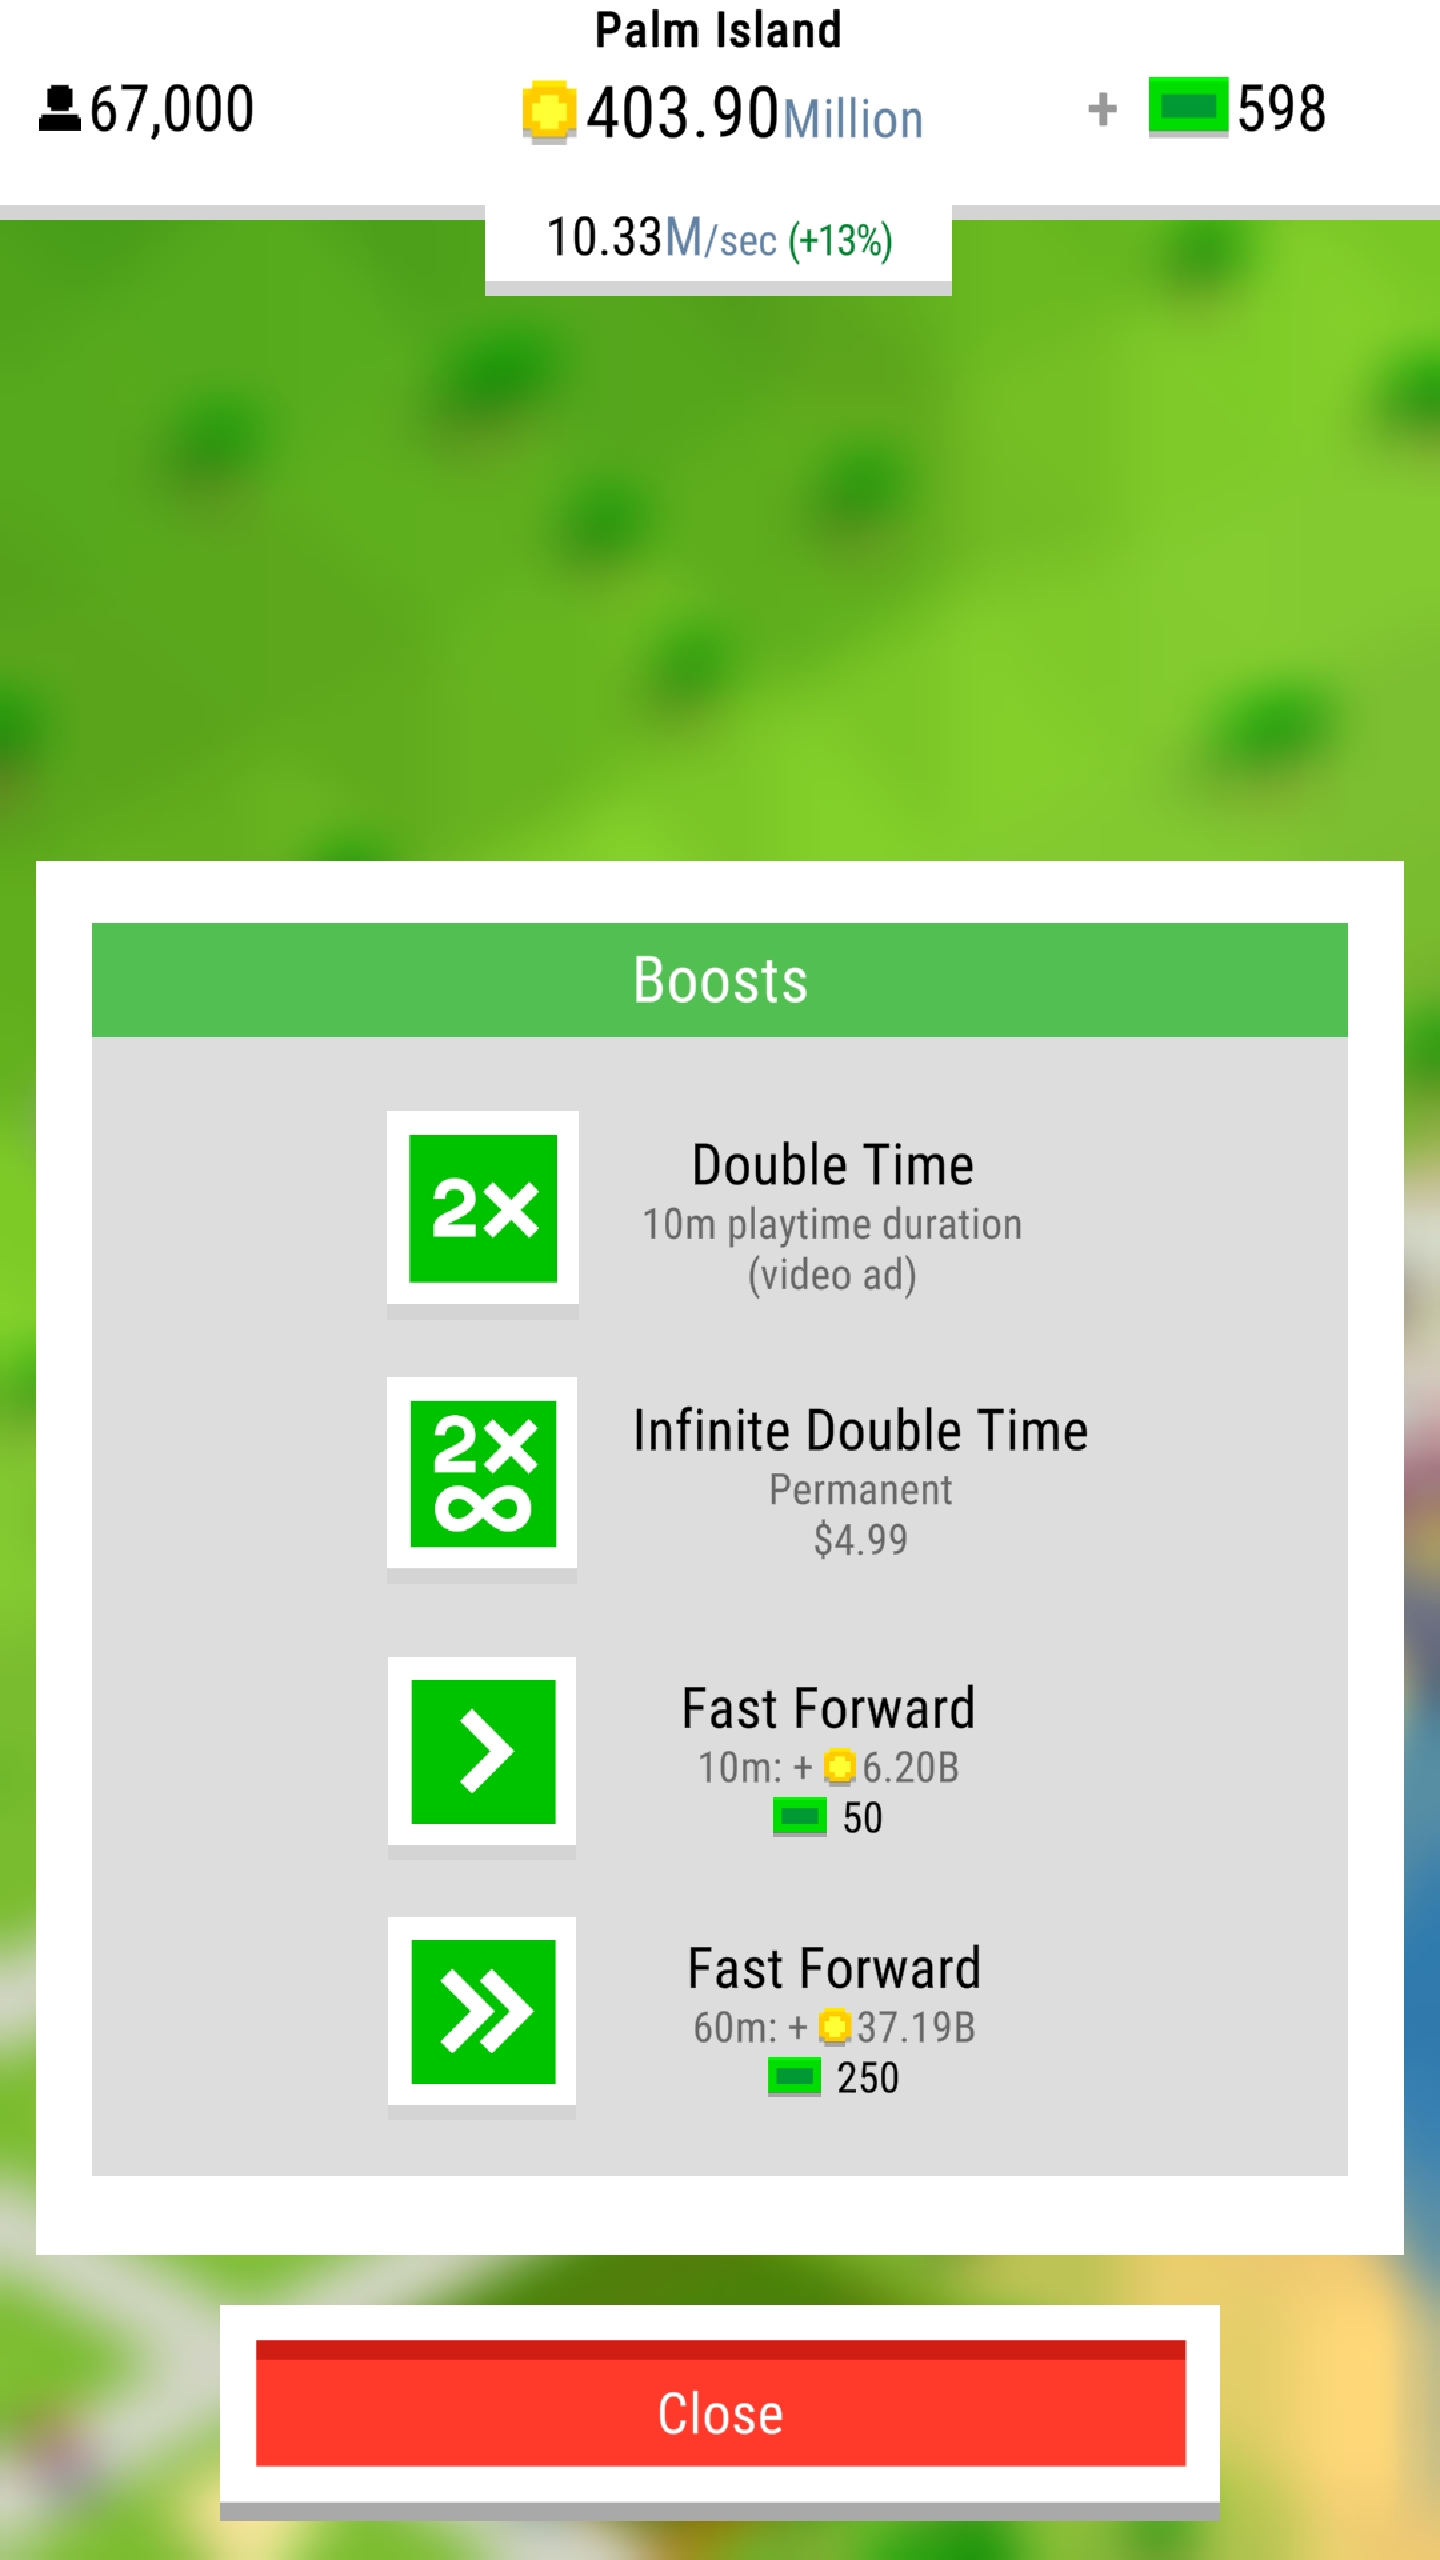 Palm Island
67,000
403.90Million
+ 598
10.33M/sec (+13%)
Boosts
2×
Double Time
10m playtime duration
(video ad)
2×
∞
Infinite Double Time
Permanent
$4.99
Fast Forward
10m: + 6.20B
50
Fast Forward
60m: + 37.19B
250
Close